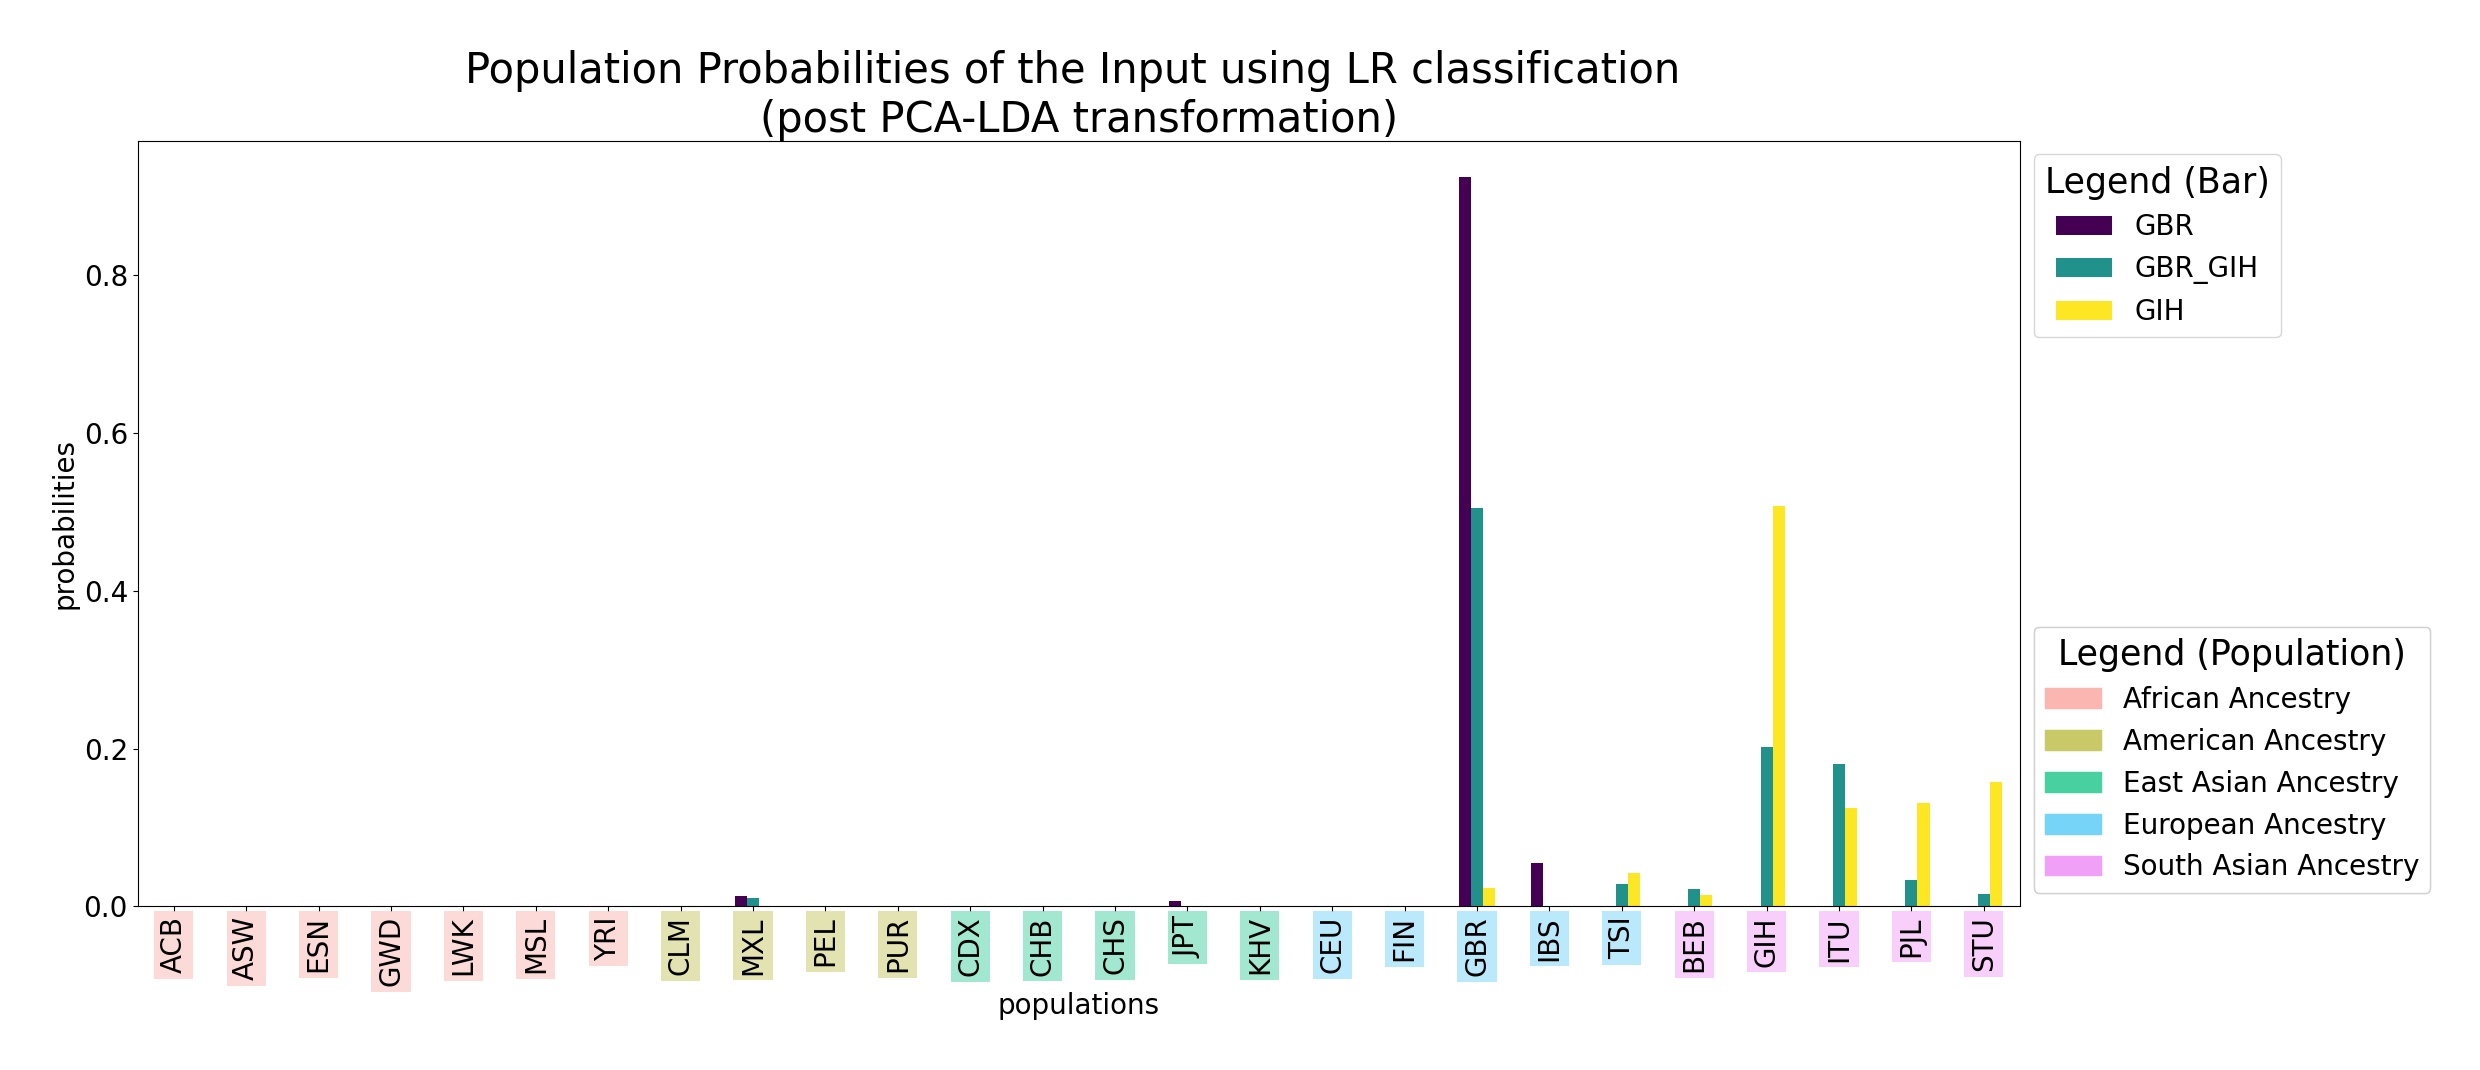 Population Probabilities of the Input using LR classification
(post PCA-LDA transformation)
probabilities
0.8
0.6
0.4
0.2
0.0
ACB
ASW
ESN
GWD
LWK
MSL
YRI
CLM
MXL
PEL
PUR
CDX
CHB
CHS
JPT
KHV
CEU
FIN
GBR
IBS
TSI
BEB
GIH
ITU
PJL
STU
populations
Legend (Bar)
GBR
GBR_GIH
GIH
Legend (Population)
African Ancestry
American Ancestry
East Asian Ancestry
European Ancestry
South Asian Ancestry